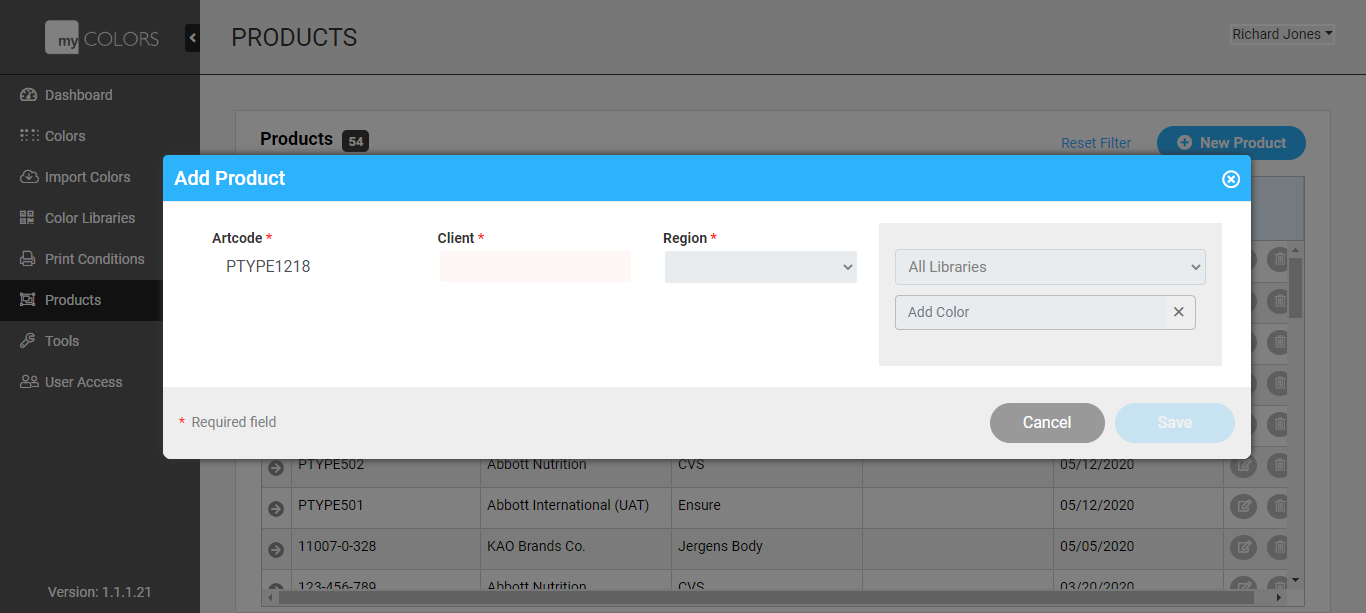 my COLORS
PRODUCTS
Richard Jones
Dashboard
Colors
Import Colors
Color Libraries
Print Conditions
Products
Tools
User Access
Version: 1.1.1.21
Products 54
Reset Filter
New Product
Add Product
Artcode *
Client *
Region *
PTYPE1218
All Libraries
Add Color
* Required field
Cancel
Save
PTYPE502 Abbott Nutrition CVS 05/12/2020
PTYPE501 Abbott International (UAT) Ensure 05/12/2020
11007-0-328 KAO Brands Co. Jergens Body 05/05/2020
123-456-789 Abbott Nutrition CVS 03/20/2020